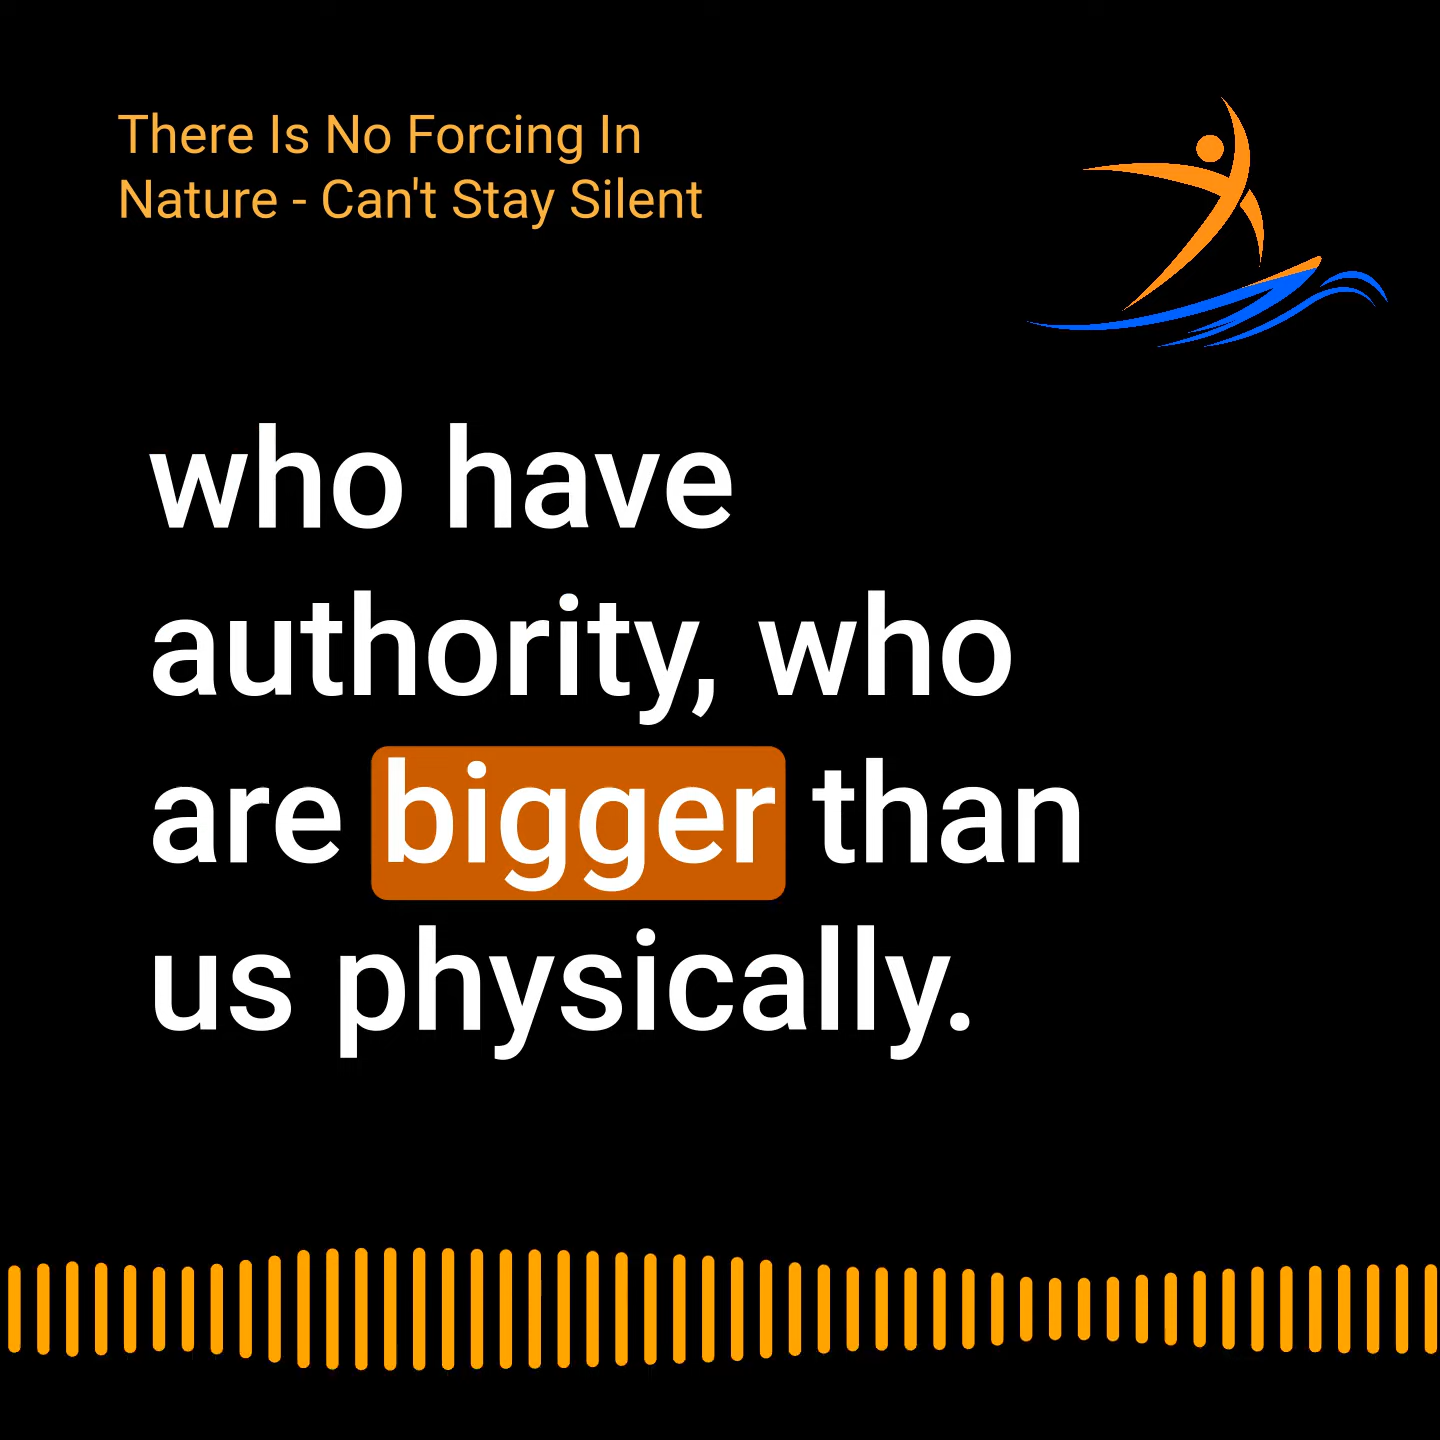 There Is No Forcing In
Nature - Can't Stay Silent
who have
authority, who
are bigger than
us physically.